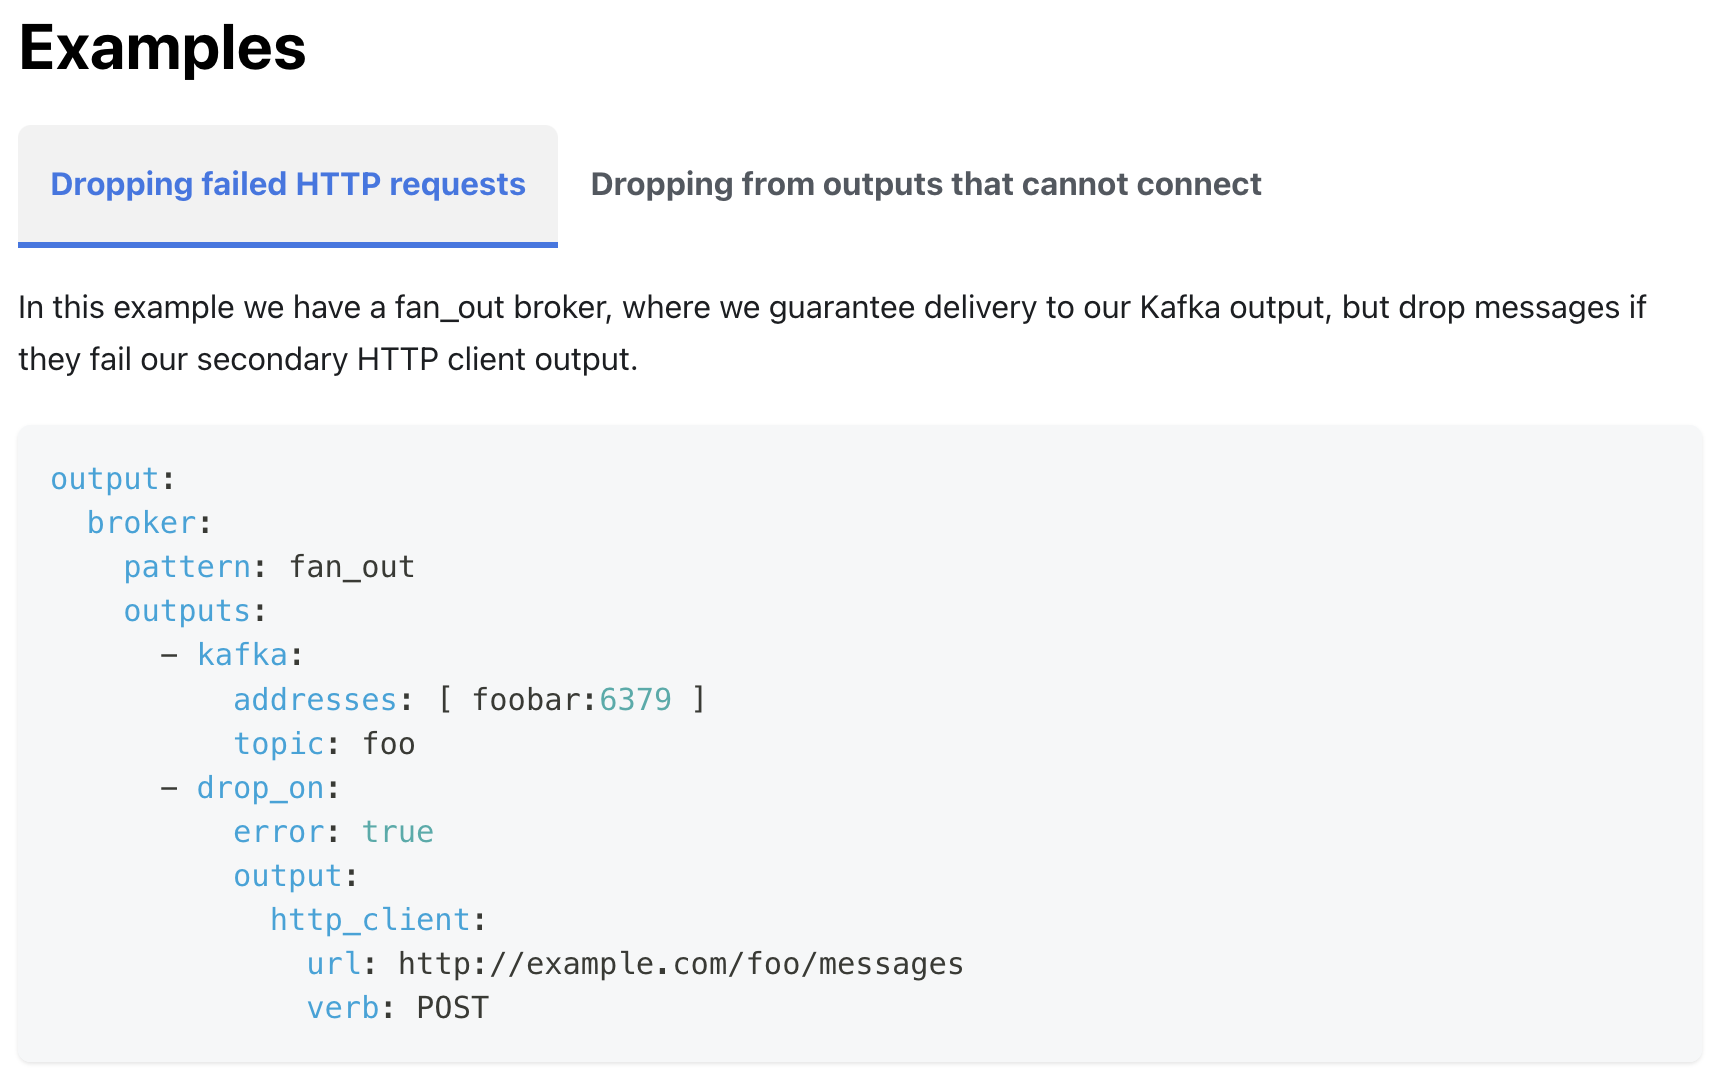 Examples
Dropping failed HTTP requests
Dropping from outputs that cannot connect
In this example we have a fan_out broker, where we guarantee delivery to our Kafka output, but drop messages if
they fail our secondary HTTP client output.
output:
  broker:
    pattern: fan_out
    outputs:
      - kafka:
          addresses: [ foobar:6379 ]
          topic: foo
      - drop_on:
          error: true
          output:
            http_client:
              url: http://example.com/foo/messages
              verb: POST